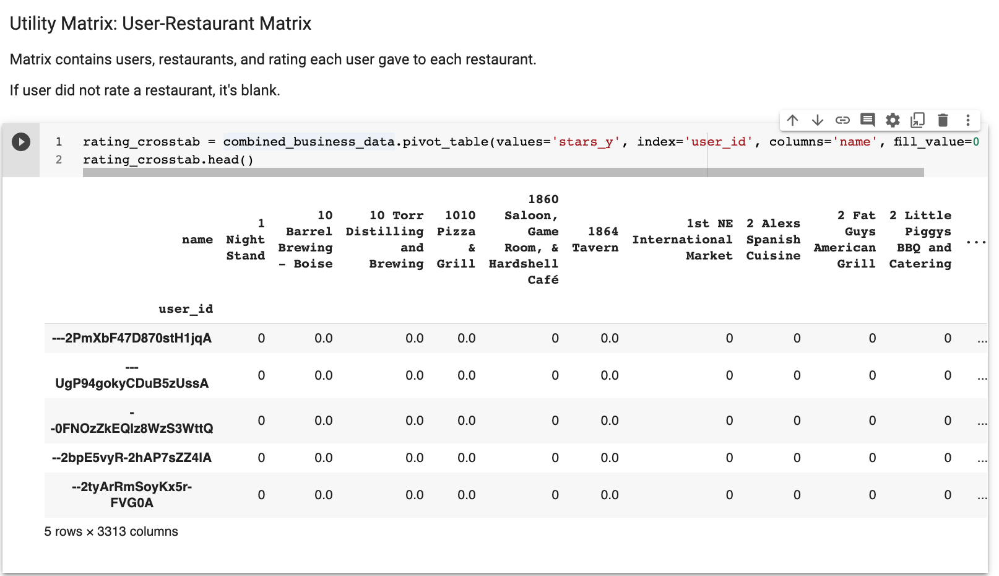 Utility Matrix: User-Restaurant Matrix
Matrix contains users, restaurants, and rating each user gave to each restaurant.
If user did not rate a restaurant, it's blank.
1 rating_crosstab = combined_business_data.pivot_table(values='stars_y', index='user_id', columns='name', fill_value=0
2 rating_crosstab.head()
name 1 Night Stand 10 Barrel Brewing - Boise 10 Torr Distilling and Brewing 1010 Pizza & Grill 1860 Saloon, Game Room, & Hardshell Café 1864 Tavern 1st NE International Market 2 Alexs Spanish Cuisine 2 Fat Guys American Grill 2 Little Piggys BBQ and Catering ...
user_id
---2PmXbF47D870stH1jqA 0 0.0 0.0 0.0 0 0.0 0 0 0 0 ...
---UgP94gokyCDuB5zUssA 0 0.0 0.0 0.0 0 0.0 0 0 0 0 ...
--0FNOzZkEQlz8WzS3WttQ 0 0.0 0.0 0.0 0 0.0 0 0 0 0 ...
--2bpE5vyR-2hAP7sZZ4lA 0 0.0 0.0 0.0 0 0.0 0 0 0 0 ...
--2tyArRmSoyKx5r-FVG0A 0 0.0 0.0 0.0 0 0.0 0 0 0 0 ...
5 rows × 3313 columns